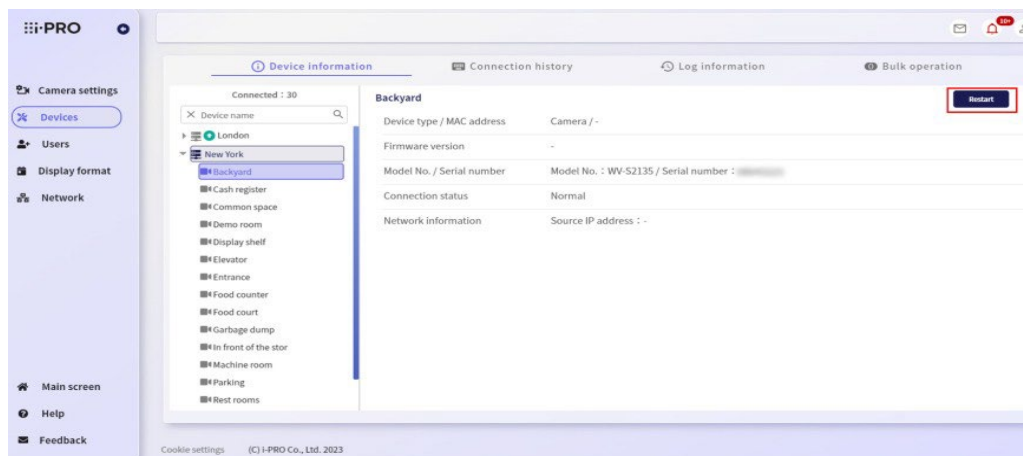 i-PRO
10+
Camera settings
Devices
Users
Display format
Network
Main screen
Help
Feedback
Device information
Connection history
Log information
Bulk operation
Connected : 30
Device name
London
New York
Backyard
Cash register
Common space
Demo room
Display shelf
Elevator
Entrance
Food counter
Food court
Garbage dump
In front of the stor
Machine room
Parking
Rest rooms
Backyard
Restart
Device type / MAC address Camera / -
Firmware version -
Model No. / Serial number Model No. : WV-S2135 / Serial number :
Connection status Normal
Network information Source IP address : -
Cookie settings (C) i-PRO Co., Ltd. 2023